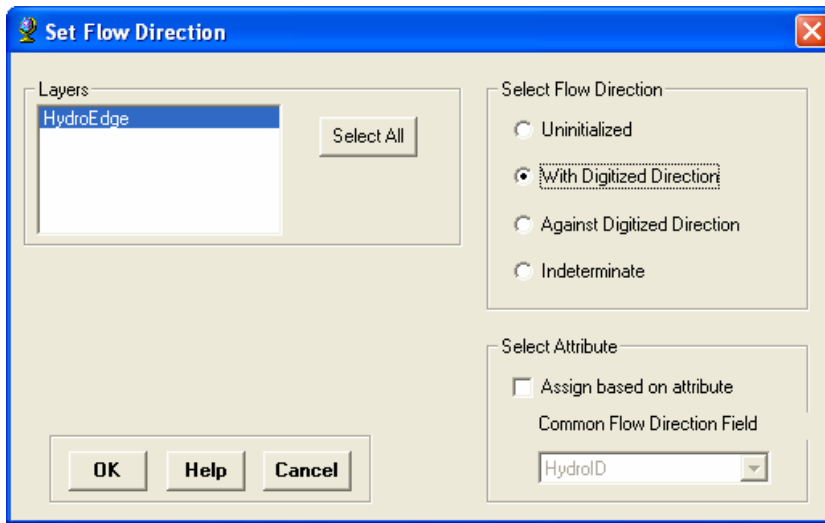 Set Flow Direction
Layers
HydroEdge
Select All
Select Flow Direction
Uninitialized
With Digitized Direction
Against Digitized Direction
Indeterminate
Select Attribute
Assign based on attribute
Common Flow Direction Field
HydroID
OK
Help
Cancel